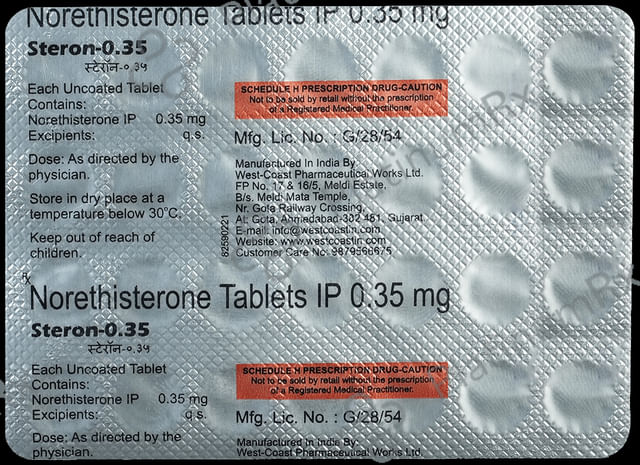 Norethisterone Tablets IP 0.35 mg
Steron-0.35
स्टेरॉन-०.३५
Each Uncoated Tablet
Contains:
Norethisterone IP 0.35 mg
Excipients: q.s.
Dose: As directed by the
physician.
Store in dry place at a
temperature below 30°C.
Keep out of reach of
children.
SCHEDULE H PRESCRIPTION DRUG-CAUTION
Not to be sold by retail without the prescription
of a Registered Medical Practitioner.
Mfg. Lic. No. : G/28/54
Manufactured In India By:
West-Coast Pharmaceutical Works Ltd.
FP No. 17 & 16/5, Meldi Estate,
B/s. Meldi Mata Temple,
Nr. Gota Railway Crossing,
At: Gota, Ahmadabad-382 481, Gujarat.
E-mail: info@westcoastin.com
Website: www.westcoastin.com
Customer Care No: 9879566675
62590221
Rx
Norethisterone Tablets IP 0.35 mg
Steron-0.35
स्टेरॉन-०.३५
Each Uncoated Tablet
Contains:
Norethisterone IP 0.35 mg
Excipients: q.s.
Dose: As directed by the
physician.
SCHEDULE H PRESCRIPTION DRUG-CAUTION
Not to be sold by retail without the prescription
of a Registered Medical Practitioner.
Mfg. Lic. No. : G/28/54
Manufactured In India By:
West-Coast Pharmaceutical Works Ltd.